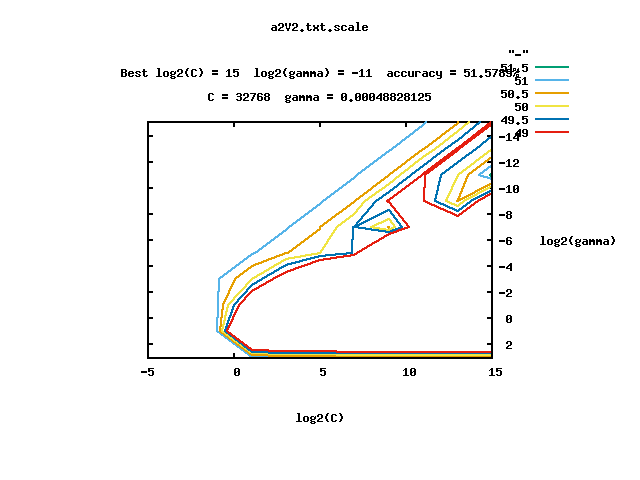 a2V2.txt.scale
"-"
Best log2(C) = 15  log2(gamma) = -11  accuracy = 51.5789%
51.5
51
C = 32768  gamma = 0.00048828125
50.5
50
49.5
49
-14
-12
-10
-8
-6
log2(gamma)
-4
-2
0
2
-5 0 5 10 15
log2(C)